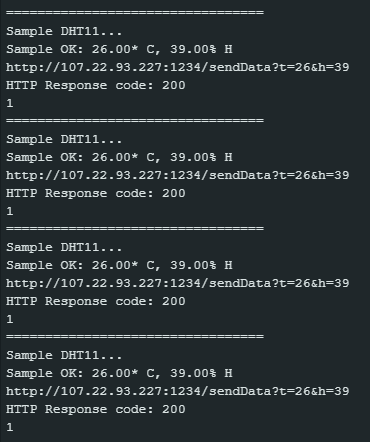 =================================
Sample DHT11...
Sample OK: 26.00* C, 39.00% H
http://107.22.93.227:1234/sendData?t=26&h=39
HTTP Response code: 200
1
=================================
Sample DHT11...
Sample OK: 26.00* C, 39.00% H
http://107.22.93.227:1234/sendData?t=26&h=39
HTTP Response code: 200
1
=================================
Sample DHT11...
Sample OK: 26.00* C, 39.00% H
http://107.22.93.227:1234/sendData?t=26&h=39
HTTP Response code: 200
1
=================================
Sample DHT11...
Sample OK: 26.00* C, 39.00% H
http://107.22.93.227:1234/sendData?t=26&h=39
HTTP Response code: 200
1